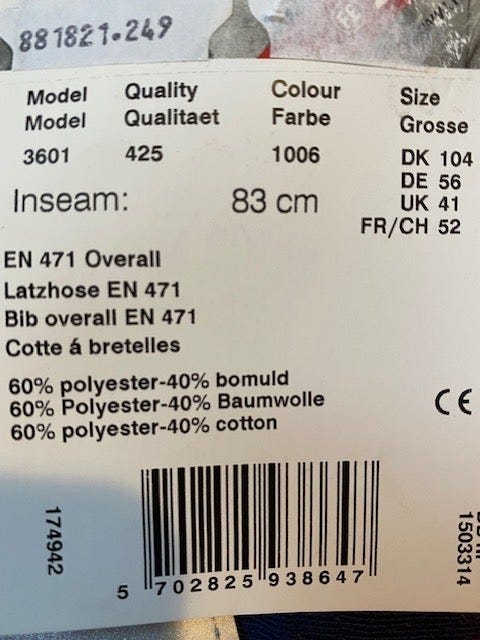 881821.249
Model Quality Colour Size
Model Qualitaet Farbe Grosse
3601 425 1006 DK 104
DE 56
Inseam: 83 cm UK 41
FR/CH 52
EN 471 Overall
Latzhose EN 471
Bib overall EN 471
Cotte á bretelles
60% polyester-40% bomuld
60% Polyester-40% Baumwolle
60% polyester-40% cotton
CE
174942
1503314
5 702825 938647